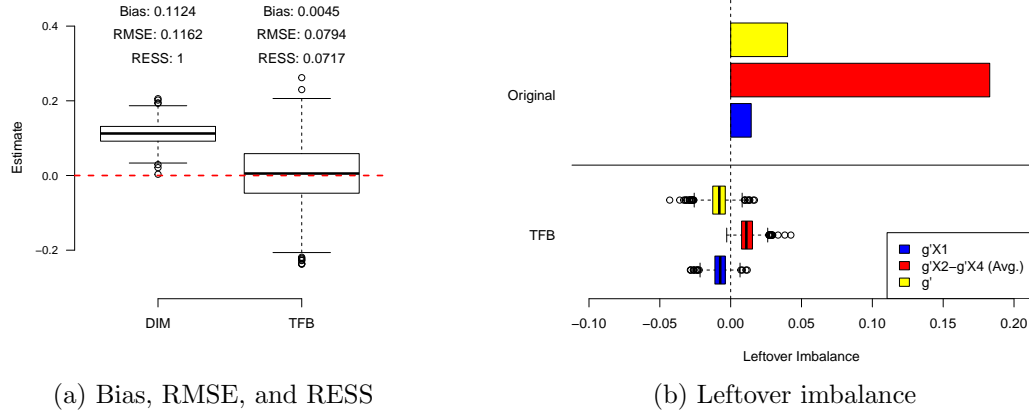 Bias: 0.1124
RMSE: 0.1162
RESS: 1
Bias: 0.0045
RMSE: 0.0794
RESS: 0.0717
Estimate
0.4
0.2
0.0
−0.2
DIM
TFB
(a) Bias, RMSE, and RESS
Original
TFB
g'X1
g'X2−g'X4 (Avg.)
g'
−0.10
−0.05
0.00
0.05
0.10
0.15
0.20
Leftover Imbalance
(b) Leftover imbalance